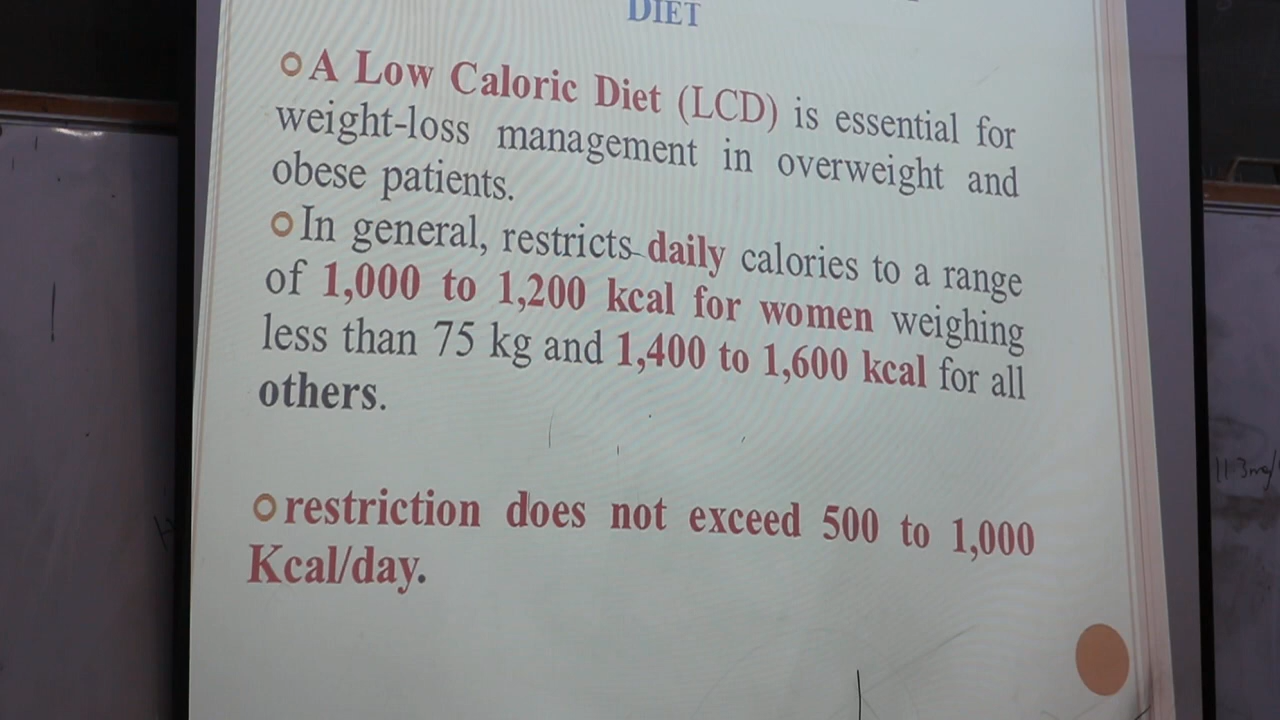 DIET
A Low Caloric Diet (LCD) is essential for
weight-loss management in overweight and
obese patients.
In general, restricts daily calories to a range
of 1,000 to 1,200 kcal for women weighing
less than 75 kg and 1,400 to 1,600 kcal for all
others.
restriction does not exceed 500 to 1,000
Kcal/day.